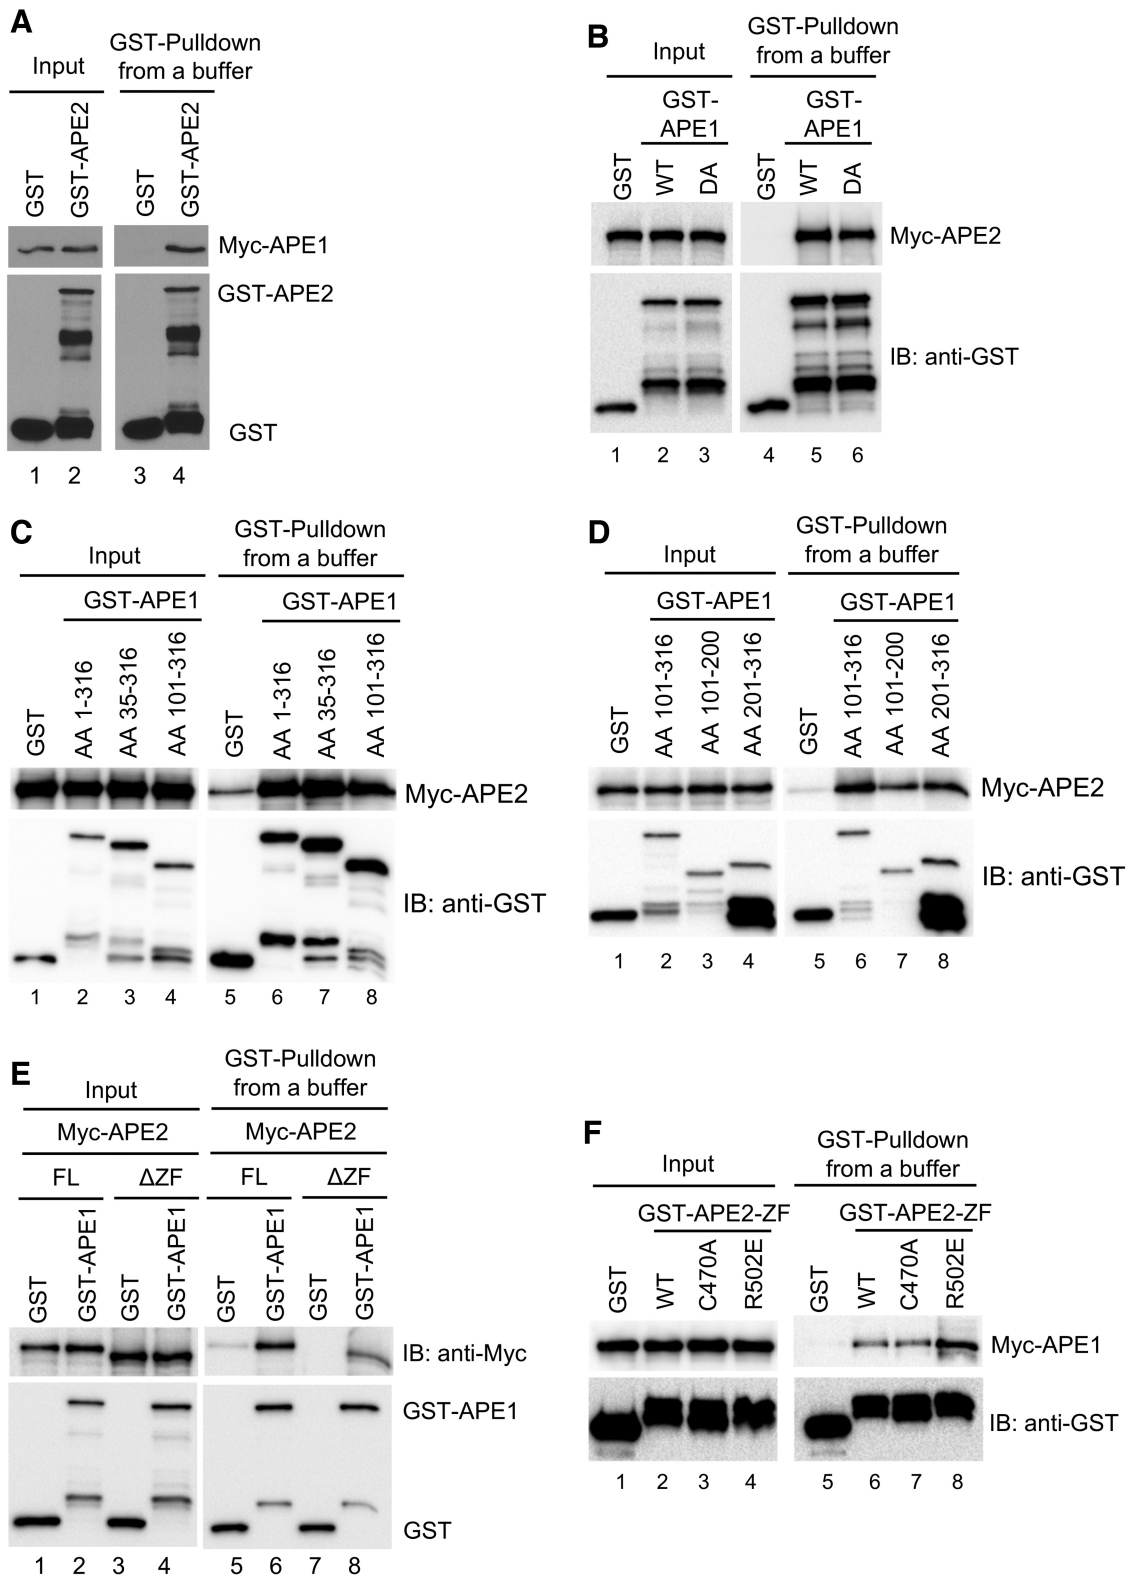 A
Input
GST-Pulldown
from a buffer
GST
GST-APE2
GST
GST-APE2
Myc-APE1
GST-APE2
GST
1 2 3 4
B
Input
GST-Pulldown
from a buffer
GST-
APE1
GST-
APE1
GST
WT
DA
GST
WT
DA
Myc-APE2
IB: anti-GST
1 2 3 4 5 6
C
Input
GST-Pulldown
from a buffer
GST-APE1
GST-APE1
GST
AA 1-316
AA 35-316
AA 101-316
GST
AA 1-316
AA 35-316
AA 101-316
Myc-APE2
IB: anti-GST
1 2 3 4 5 6 7 8
D
Input
GST-Pulldown
from a buffer
GST-APE1
GST-APE1
GST
AA 101-316
AA 101-200
AA 201-316
GST
AA 101-316
AA 101-200
AA 201-316
Myc-APE2
IB: anti-GST
1 2 3 4 5 6 7 8
E
Input
GST-Pulldown
from a buffer
Myc-APE2
Myc-APE2
FL
ΔZF
FL
ΔZF
GST
GST-APE1
GST
GST-APE1
GST
GST-APE1
GST
GST-APE1
IB: anti-Myc
GST-APE1
GST
1 2 3 4 5 6 7 8
F
Input
GST-Pulldown
from a buffer
GST-APE2-ZF
GST-APE2-ZF
GST
WT
C470A
R502E
GST
WT
C470A
R502E
Myc-APE1
IB: anti-GST
1 2 3 4 5 6 7 8